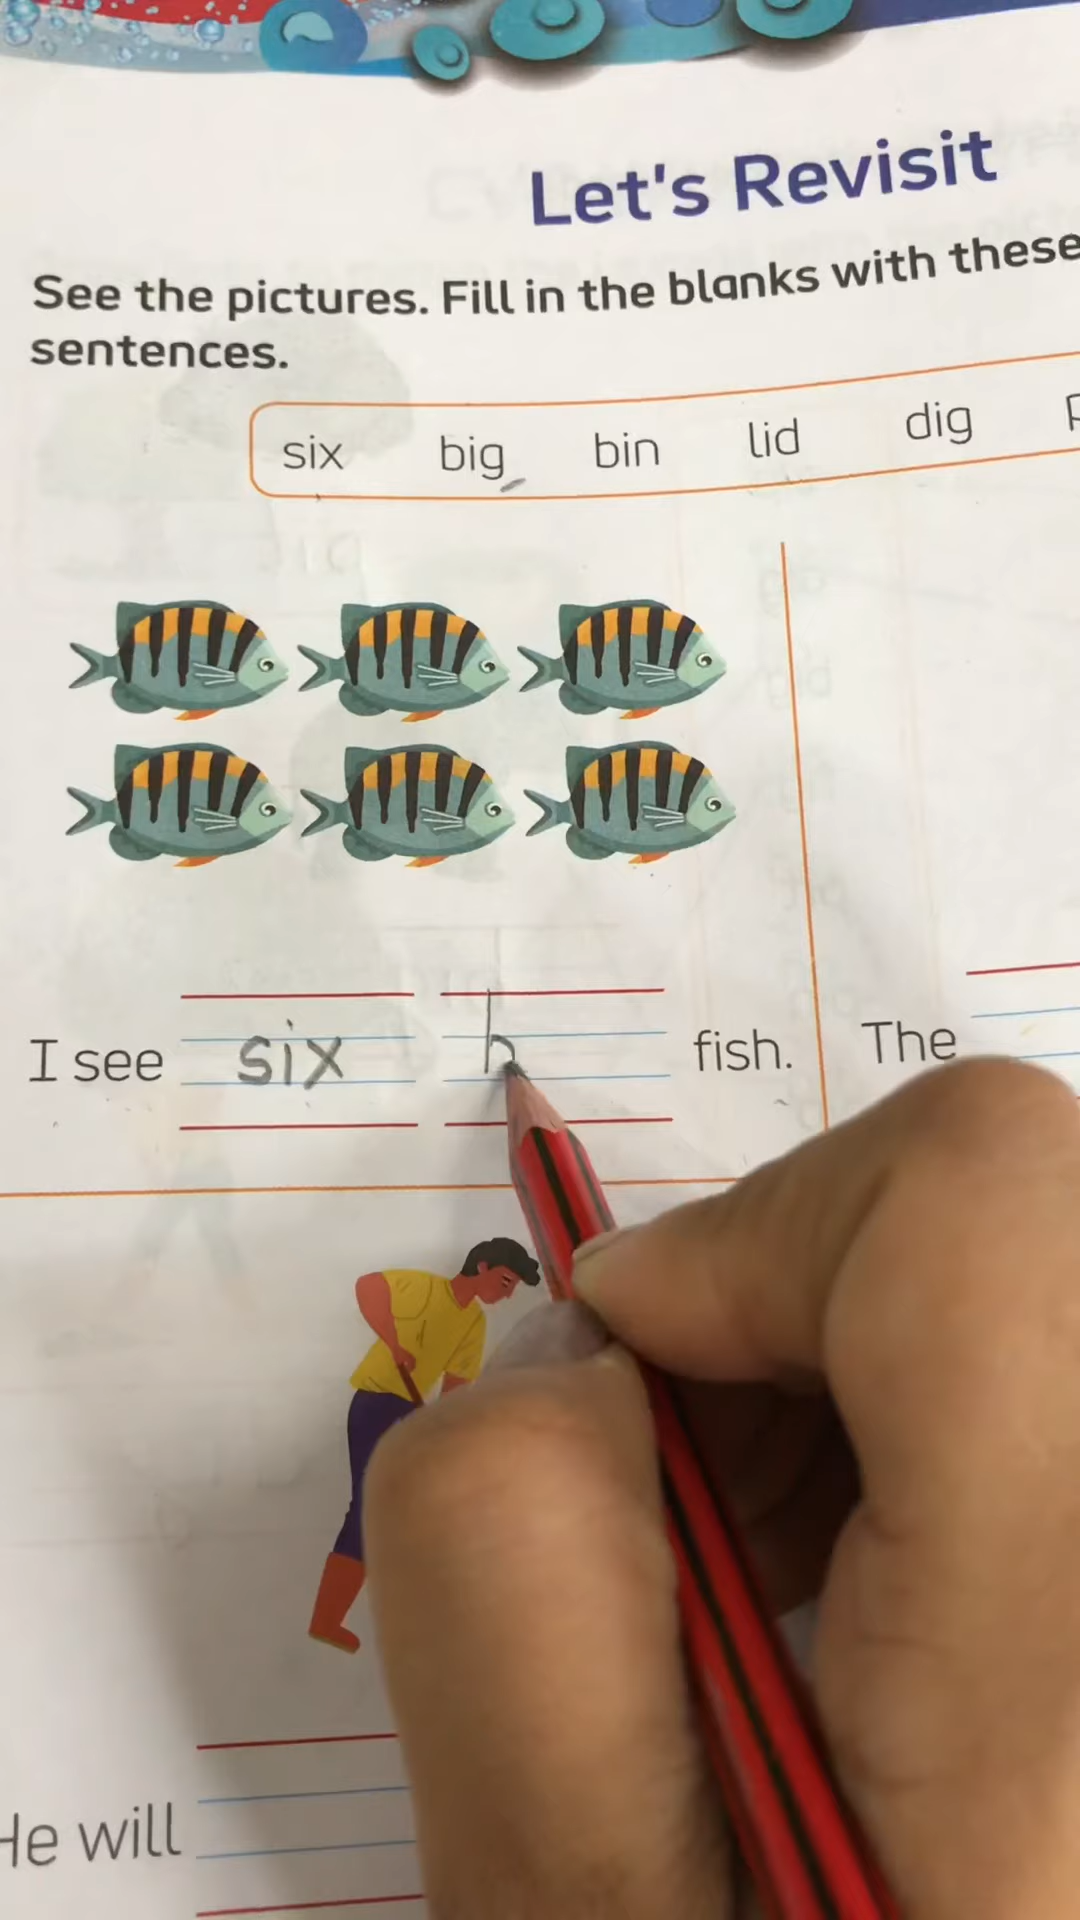 Let's Revisit
See the pictures. Fill in the blanks with these
sentences.
six big bin lid dig
I see six b fish. The
He will